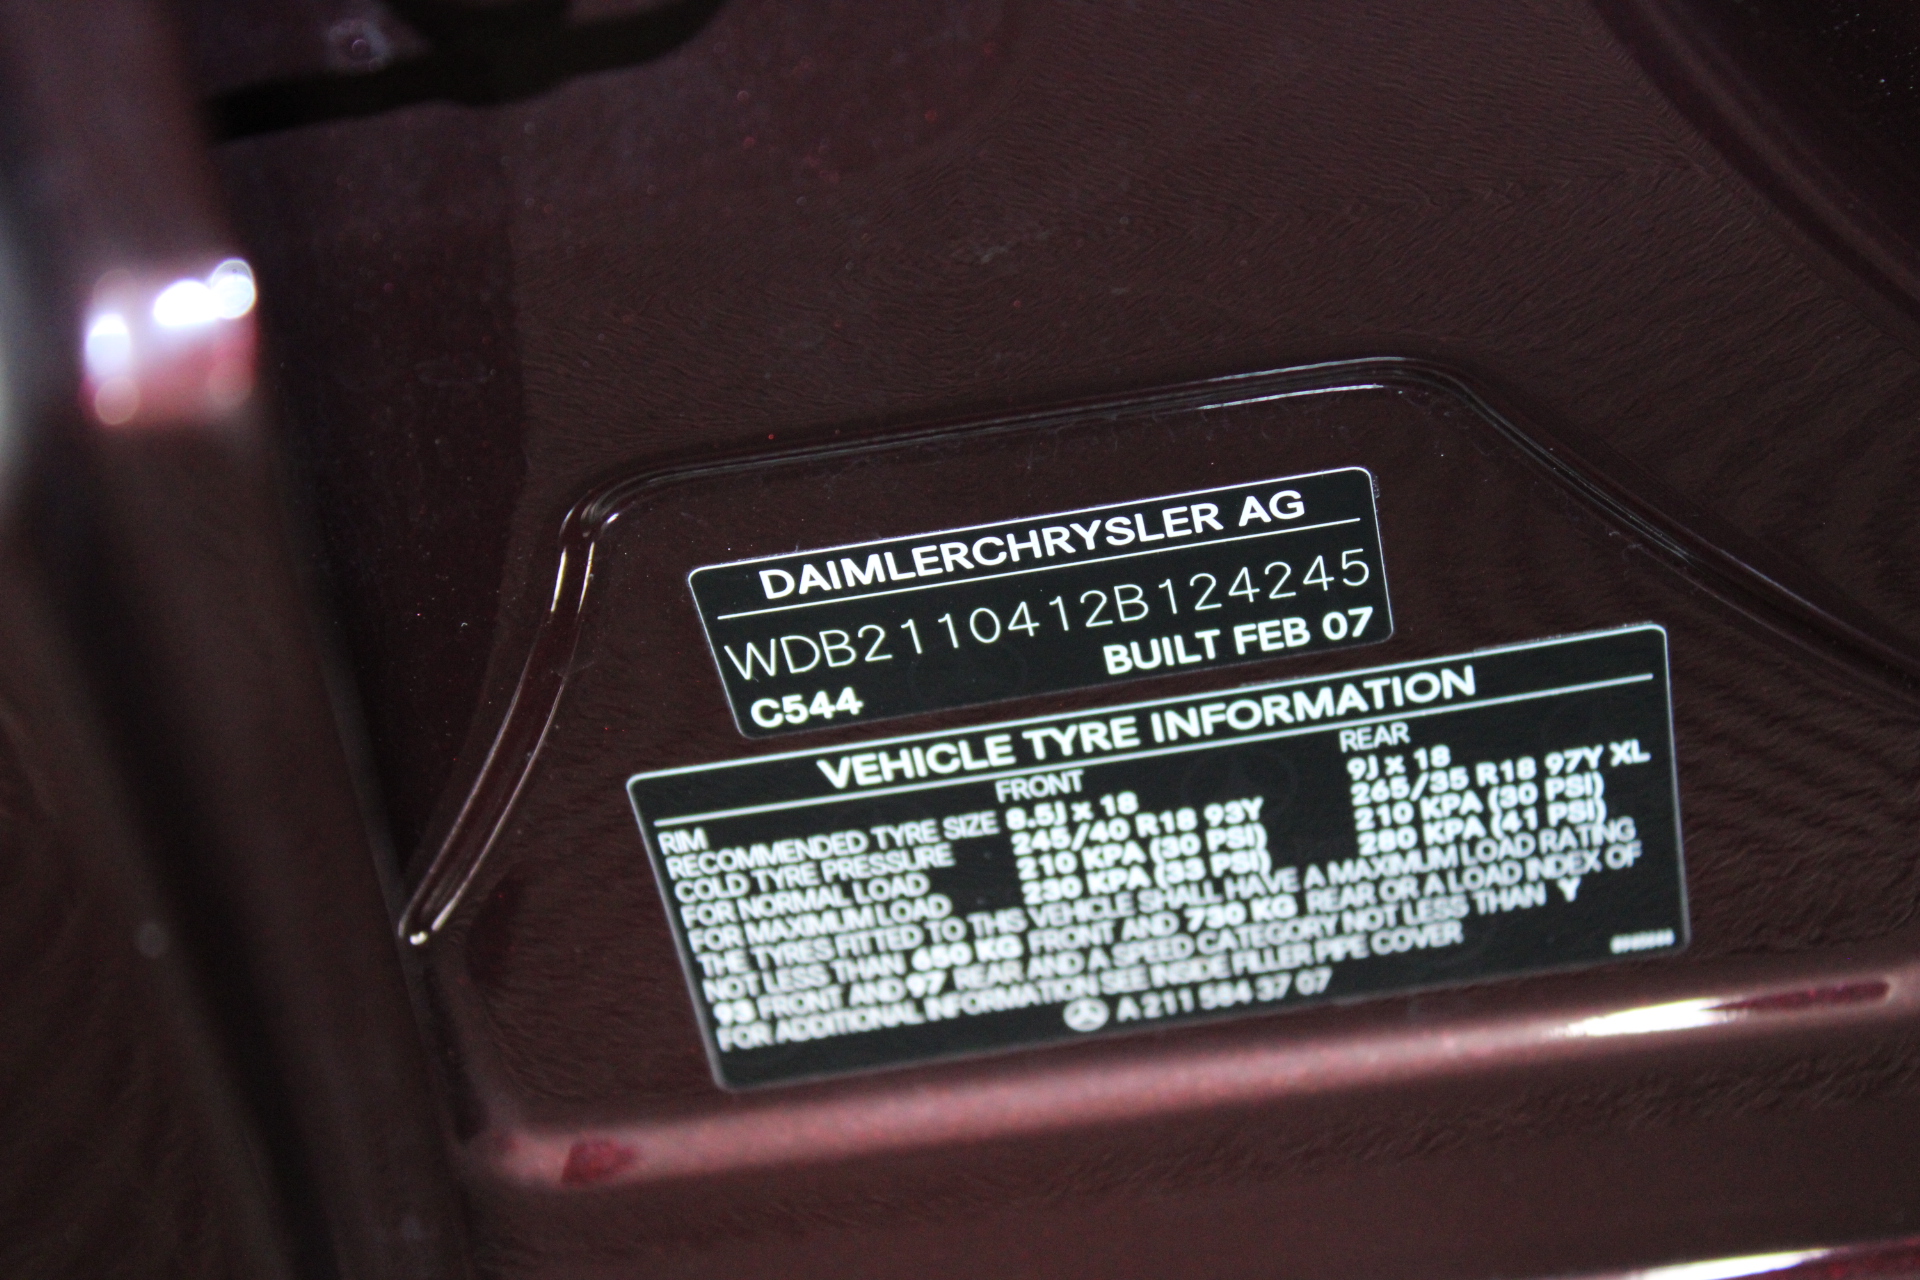 DAIMLERCHRYSLER AG
WDB2110412B124245
C544 BUILT FEB 07
VEHICLE TYRE INFORMATION
FRONT REAR
RIM 8.5J x 18 9J x 18
RECOMMENDED TYRE SIZE 245/40 R18 93Y 265/35 R18 97Y XL
COLD TYRE PRESSURE
FOR NORMAL LOAD 210 KPA (30 PSI) 210 KPA (30 PSI)
FOR MAXIMUM LOAD 230 KPA (33 PSI) 280 KPA (41 PSI)
THE TYRES FITTED TO THIS VEHICLE SHALL HAVE A MAXIMUM LOAD RATING
NOT LESS THAN 650 KG FRONT AND 730 KG REAR OR A LOAD INDEX OF
93 FRONT AND 97 REAR AND A SPEED CATEGORY NOT LESS THAN Y
FOR ADDITIONAL INFORMATION SEE INSIDE FILLER PIPE COVER
A 211 584 37 07